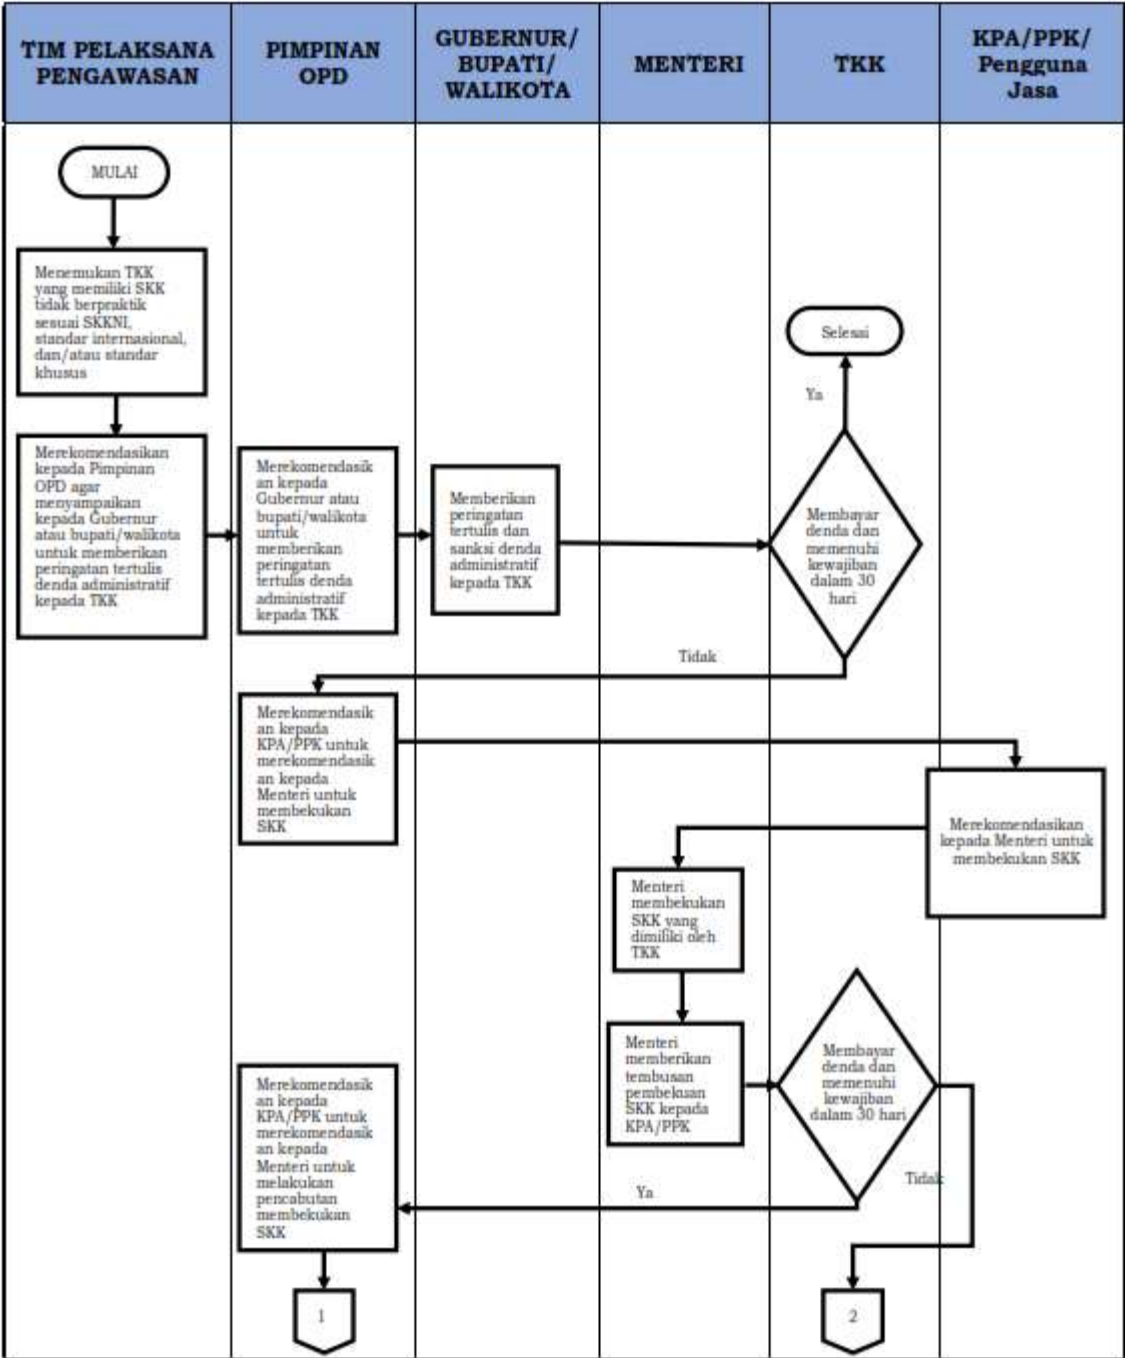 TIM PELAKSANA
PENGAWASAN
PIMPINAN
OPD
GUBERNUR/
BUPATI/
WALIKOTA
MENTERI
TKK
KPA/PPK/
Pengguna
Jasa
MULAI
Menemukan TKK
yang memiliki SKK
tidak berpraktik
sesuai SKKNI,
standar internasional,
dan/atau standar
khusus
Selesai
Ya
Merekomendasikan
kepada Pimpinan
OPD agar
menyampaikan
kepada Gubernur
atau bupati/walikota
untuk memberikan
peringatan tertulis
denda administratif
kepada TKK
Merekomendasik
an kepada
Gubernur atau
bupati/walikota
untuk
memberikan
peringatan
tertulis denda
administratif
kepada TKK
Memberikan
peringatan
tertulis dan
sanksi denda
administratif
kepada TKK
Membayar
denda dan
memenuhi
kewajiban
dalam 30
hari
Tidak
Merekomendasik
an kepada
KPA/PPK untuk
merekomendasik
an kepada
Menteri untuk
membekukan
SKK
Merekomendasikan
kepada Menteri untuk
membekukan SKK
Menteri
membekukan
SKK yang
dimiliki oleh
TKK
Menteri
memberikan
tembusan
pembekuan
SKK kepada
KPA/PPK
Membayar
denda dan
memenuhi
kewajiban
dalam 30 hari
Tidak
Ya
Merekomendasik
an kepada
KPA/PPK untuk
merekomendasik
an kepada
Menteri untuk
melakukan
pencabutan
membekukan
SKK
1
2